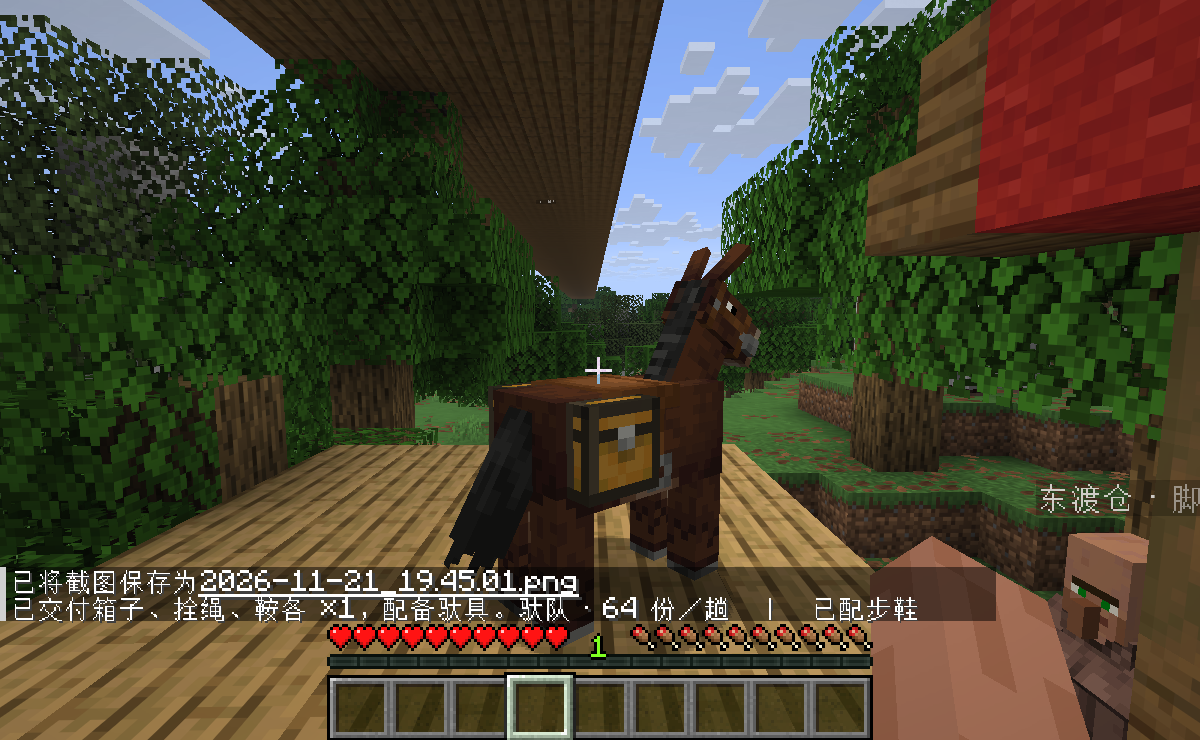 东渡仓 · 脚
已将截图保存为2026-11-21_19.45.01.png
已交付箱子、拴绳、鞍各 ×1，配备驮具。驮队 · 64 份／趟　|　已配步鞋
1